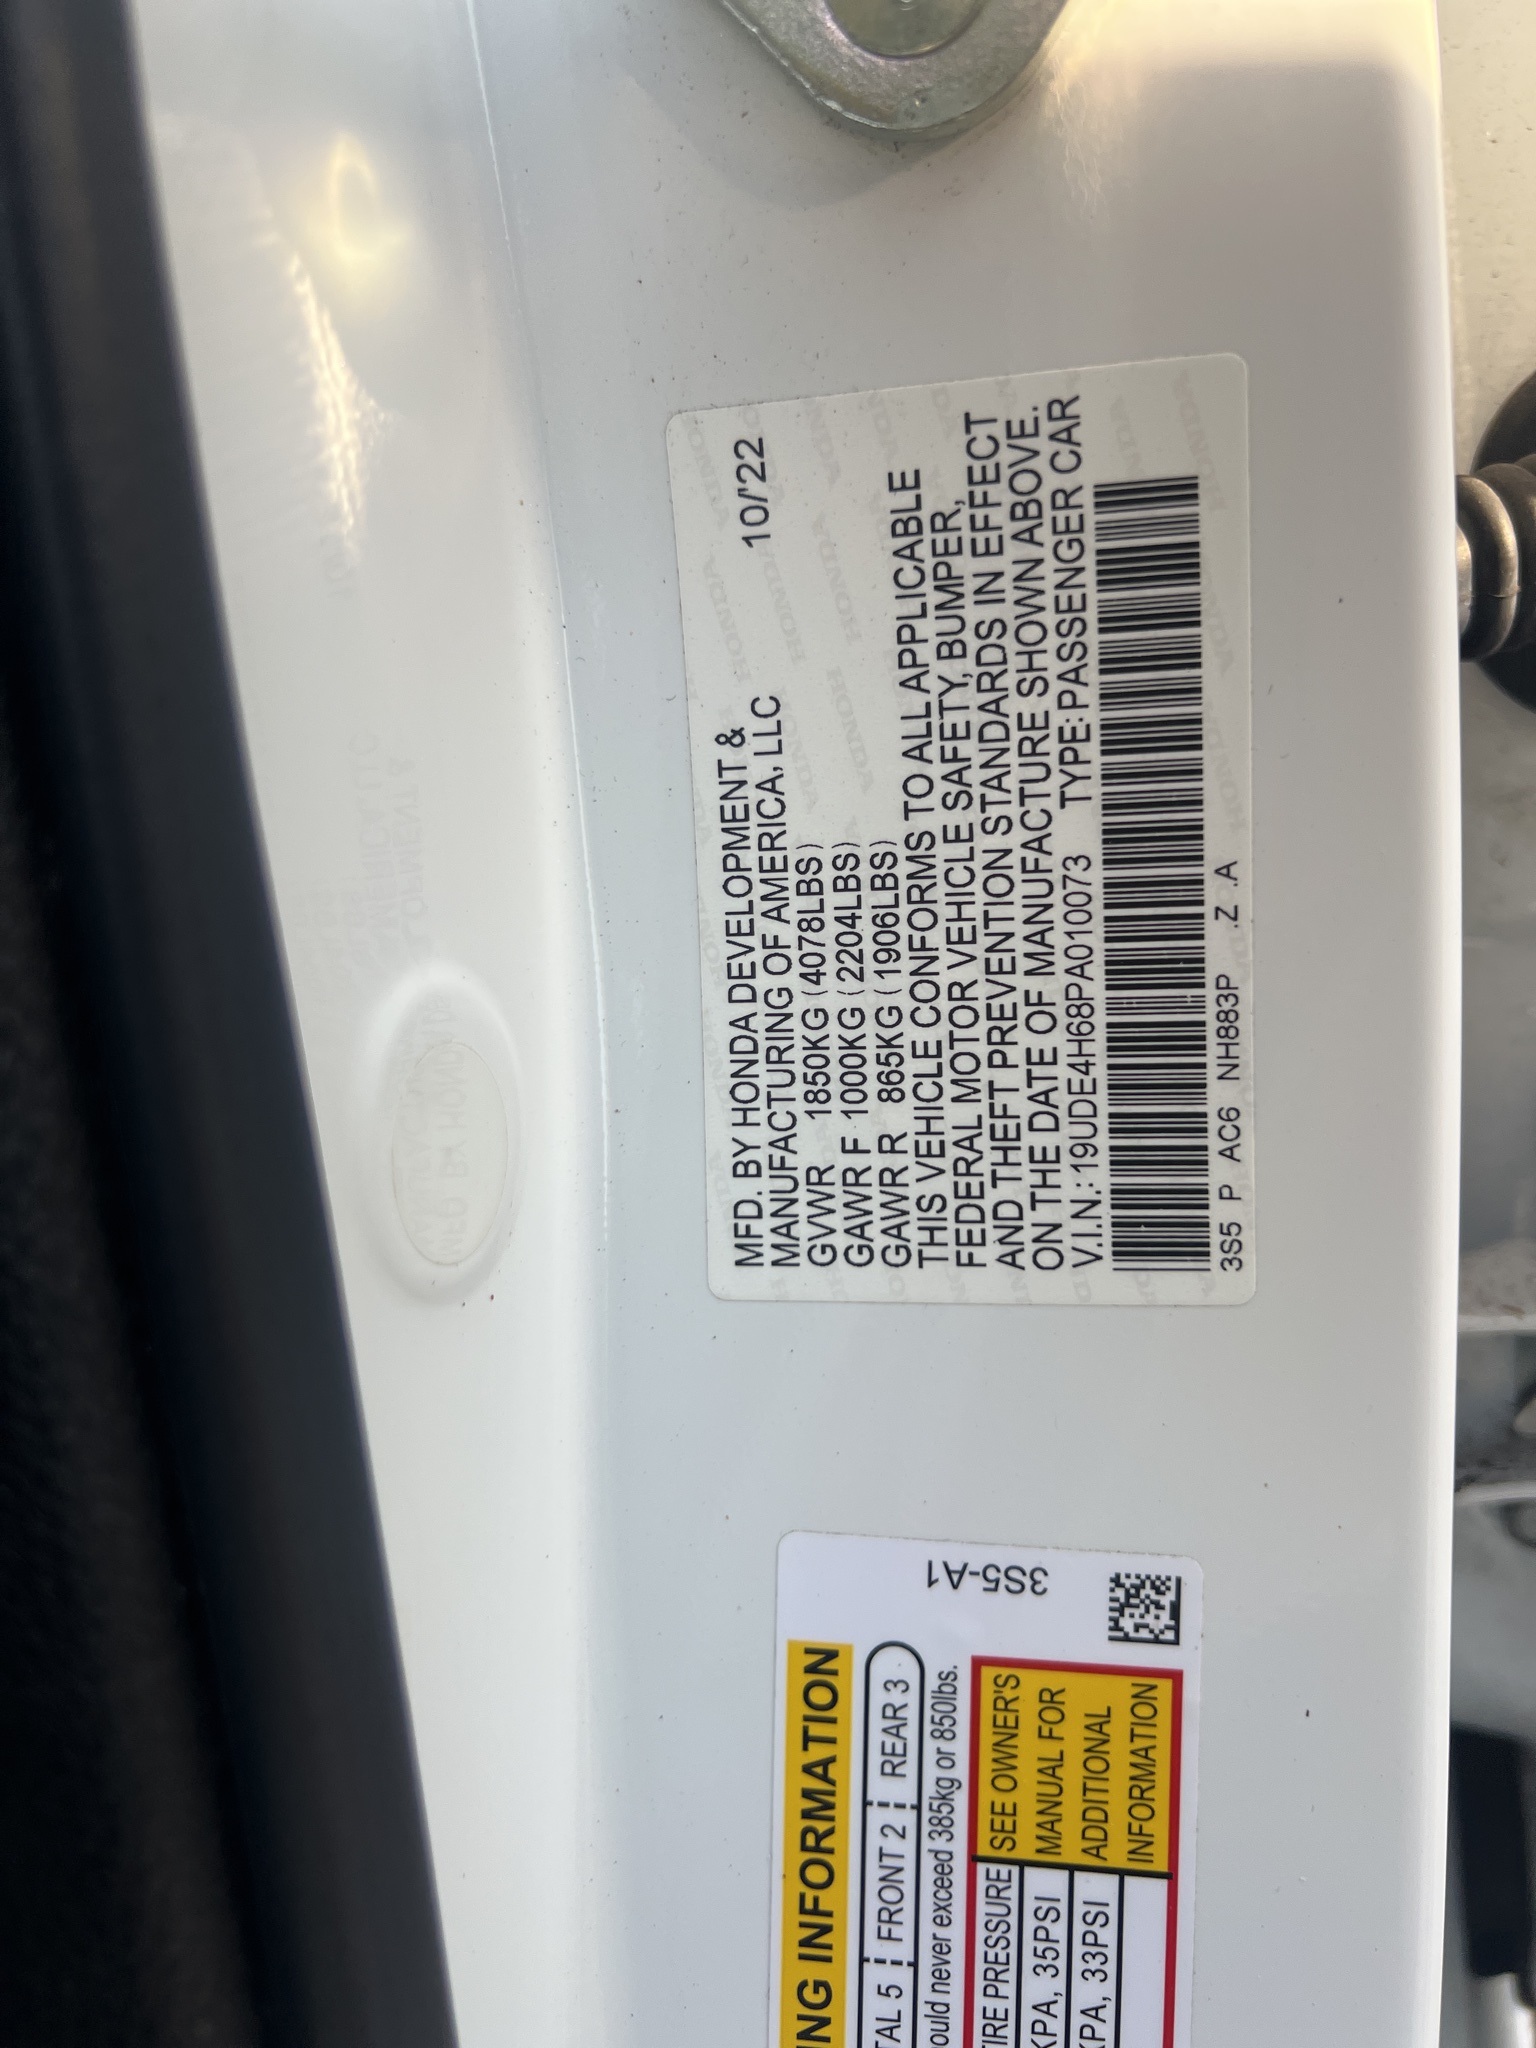 MFD. BY HONDA DEVELOPMENT &
MANUFACTURING OF AMERICA, LLC 10/'22
GVWR 1850KG (4078LBS)
GAWR F 1000KG (2204LBS)
GAWR R 865KG (1906LBS)
THIS VEHICLE CONFORMS TO ALL APPLICABLE
FEDERAL MOTOR VEHICLE SAFETY, BUMPER,
AND THEFT PREVENTION STANDARDS IN EFFECT
ON THE DATE OF MANUFACTURE SHOWN ABOVE.
V.I.N.: 19UDE4H68PA010073 TYPE: PASSENGER CAR
3S5 P AC6 NH883P .Z .A
ING INFORMATION
TAL 5 FRONT 2 REAR 3
ould never exceed 385kg or 850lbs.
TIRE PRESSURE
KPA, 35PSI
KPA, 33PSI
SEE OWNER'S
MANUAL FOR
ADDITIONAL
INFORMATION
3S5-A1